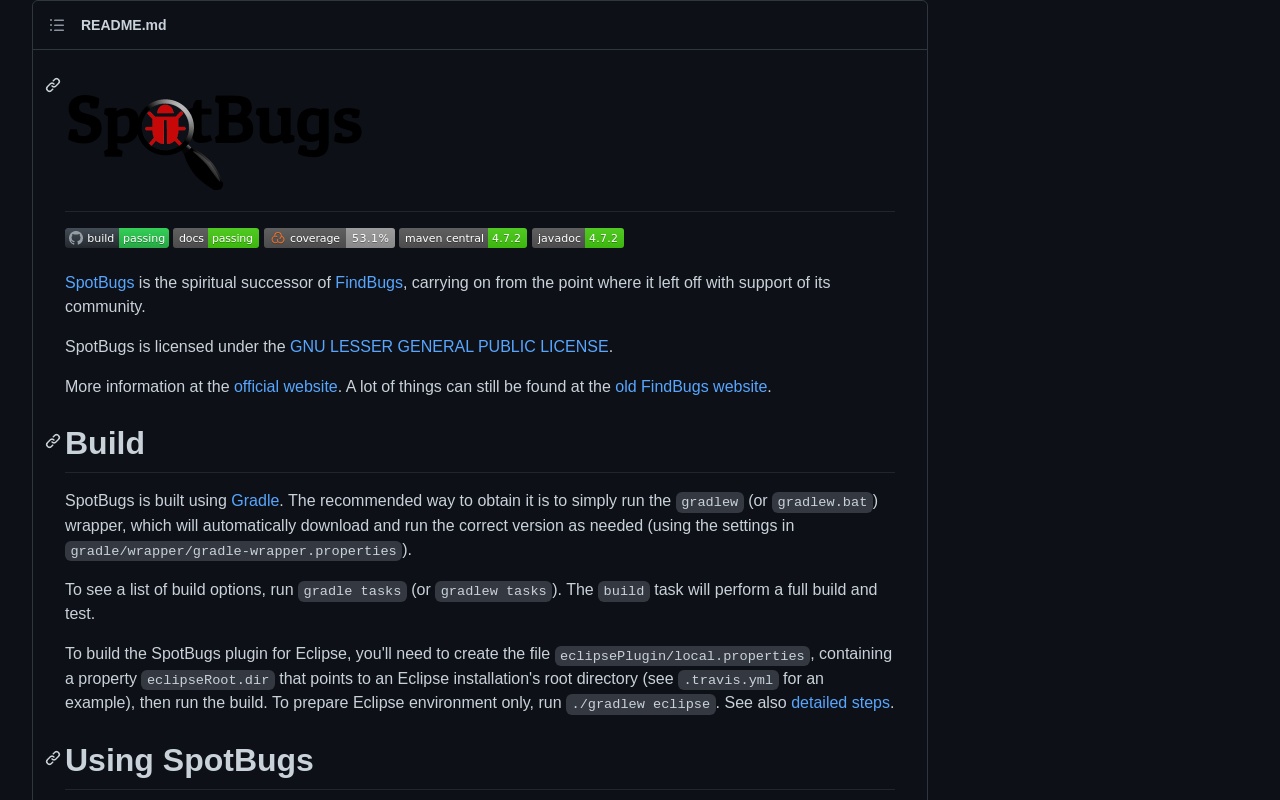 README.md
SpotBugs
build passing docs passing coverage 53.1% maven central 4.7.2 javadoc 4.7.2
SpotBugs is the spiritual successor of FindBugs, carrying on from the point where it left off with support of its
community.
SpotBugs is licensed under the GNU LESSER GENERAL PUBLIC LICENSE.
More information at the official website. A lot of things can still be found at the old FindBugs website.
Build
SpotBugs is built using Gradle. The recommended way to obtain it is to simply run the gradlew (or gradlew.bat)
wrapper, which will automatically download and run the correct version as needed (using the settings in
gradle/wrapper/gradle-wrapper.properties).
To see a list of build options, run gradle tasks (or gradlew tasks). The build task will perform a full build and
test.
To build the SpotBugs plugin for Eclipse, you'll need to create the file eclipsePlugin/local.properties, containing
a property eclipseRoot.dir that points to an Eclipse installation's root directory (see .travis.yml for an
example), then run the build. To prepare Eclipse environment only, run ./gradlew eclipse. See also detailed steps.
Using SpotBugs